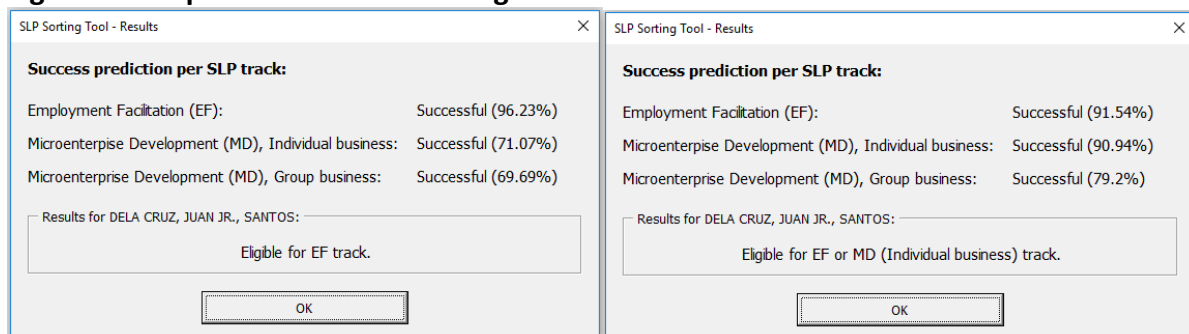 SLP Sorting Tool - Results
Success prediction per SLP track:
Employment Facilitation (EF): Successful (96.23%)
Microenterpise Development (MD), Individual business: Successful (71.07%)
Microenterprise Development (MD), Group business: Successful (69.69%)
Results for DELA CRUZ, JUAN JR., SANTOS:
Eligible for EF track.
OK
SLP Sorting Tool - Results
Success prediction per SLP track:
Employment Facilitation (EF): Successful (91.54%)
Microenterpise Development (MD), Individual business: Successful (90.94%)
Microenterprise Development (MD), Group business: Successful (79.2%)
Results for DELA CRUZ, JUAN JR., SANTOS:
Eligible for EF or MD (Individual business) track.
OK